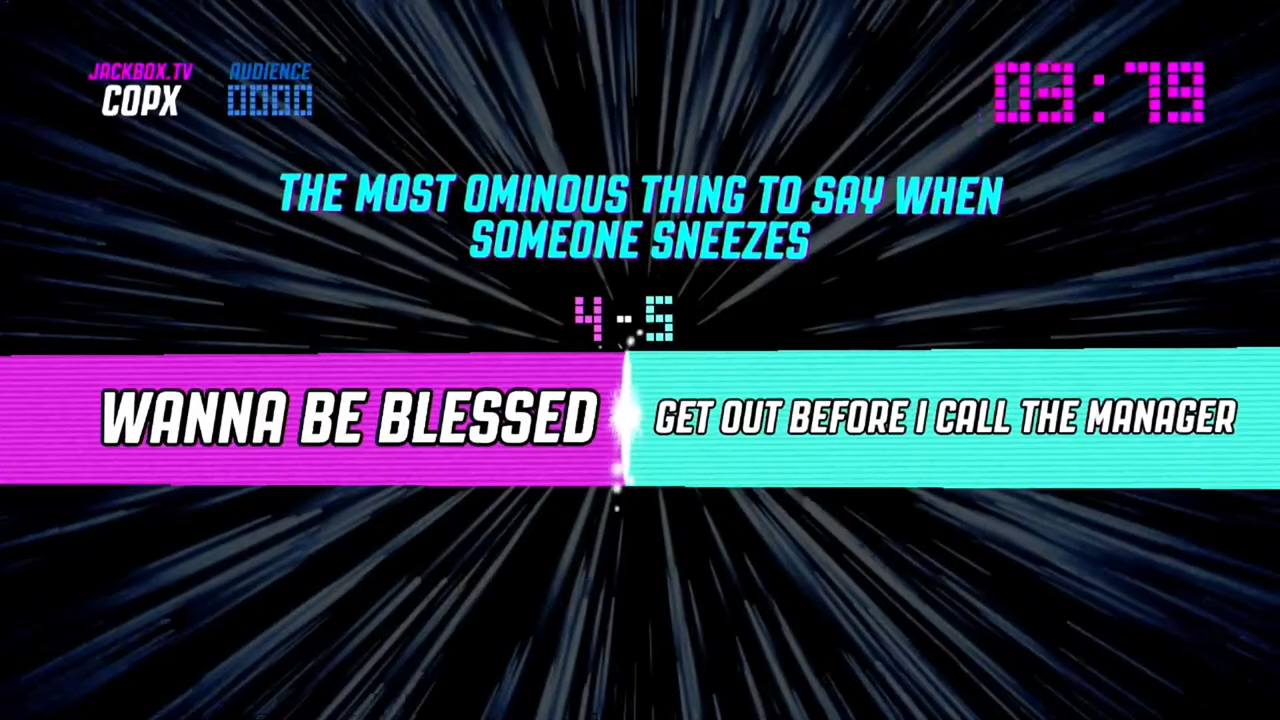 JACKBOX.TV
AUDIENCE
COPX
0000
03:79
THE MOST OMINOUS THING TO SAY WHEN
SOMEONE SNEEZES
4-5
WANNA BE BLESSED
GET OUT BEFORE I CALL THE MANAGER